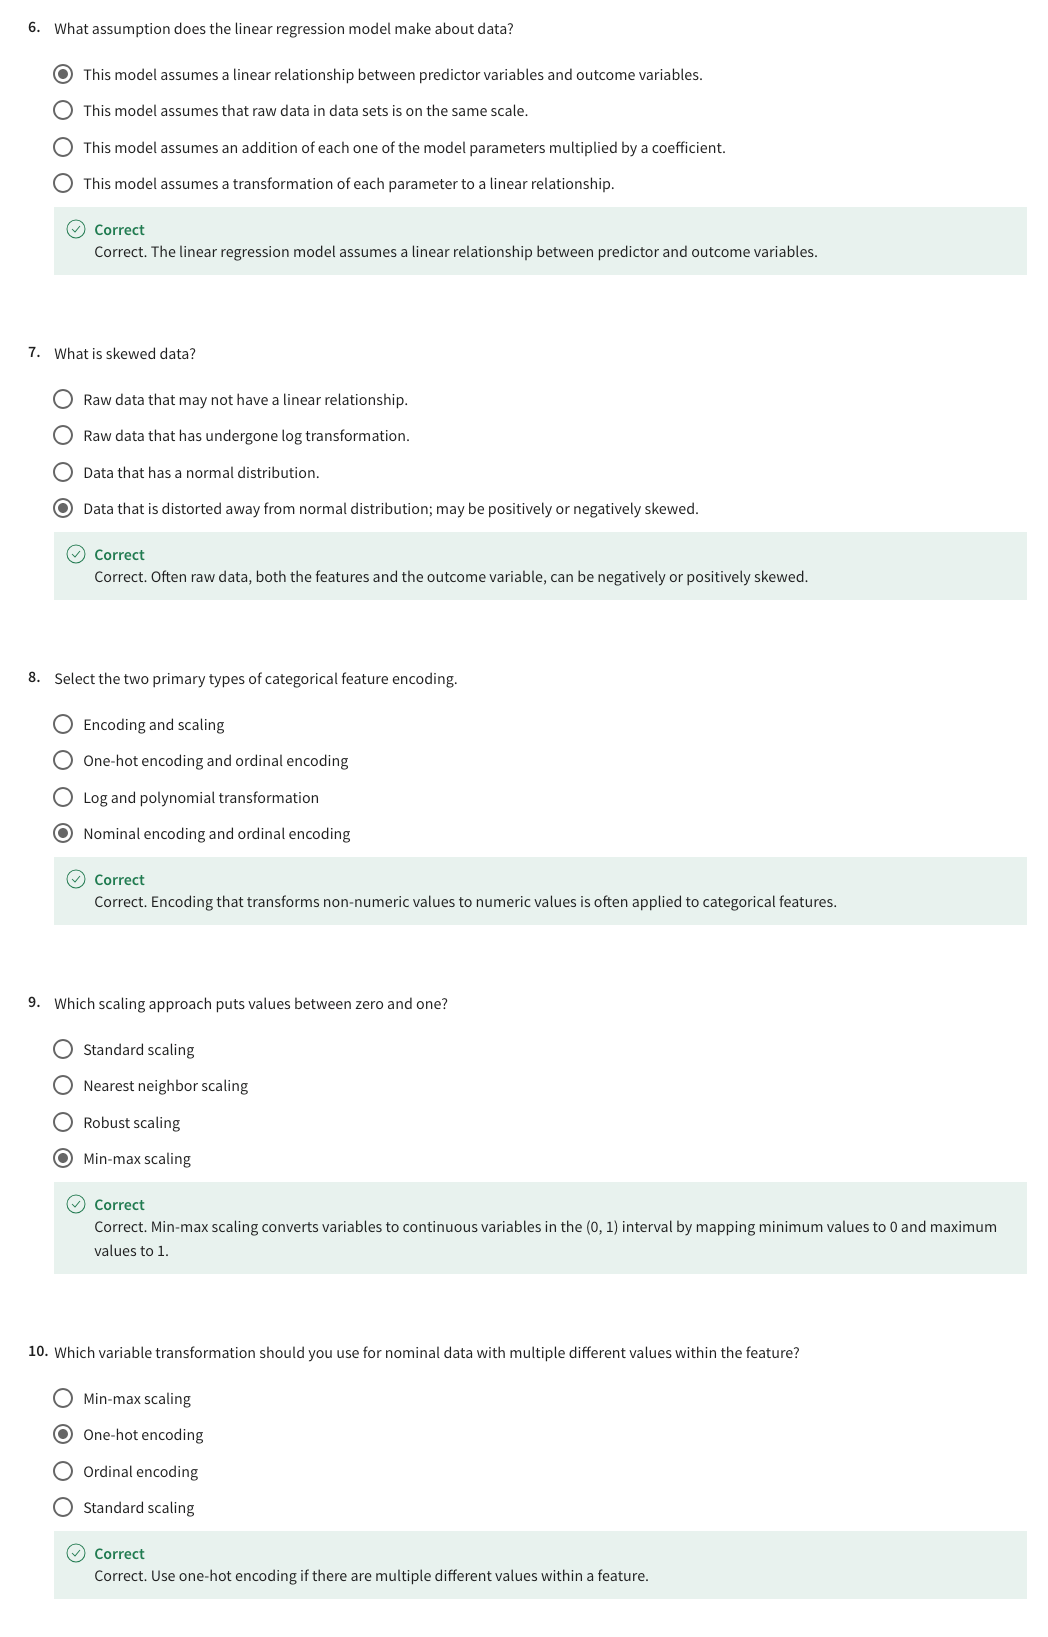 6. What assumption does the linear regression model make about data?
This model assumes a linear relationship between predictor variables and outcome variables.
This model assumes that raw data in data sets is on the same scale.
This model assumes an addition of each one of the model parameters multiplied by a coefficient.
This model assumes a transformation of each parameter to a linear relationship.
Correct
Correct. The linear regression model assumes a linear relationship between predictor and outcome variables.
7. What is skewed data?
Raw data that may not have a linear relationship.
Raw data that has undergone log transformation.
Data that has a normal distribution.
Data that is distorted away from normal distribution; may be positively or negatively skewed.
Correct
Correct. Often raw data, both the features and the outcome variable, can be negatively or positively skewed.
8. Select the two primary types of categorical feature encoding.
Encoding and scaling
One-hot encoding and ordinal encoding
Log and polynomial transformation
Nominal encoding and ordinal encoding
Correct
Correct. Encoding that transforms non-numeric values to numeric values is often applied to categorical features.
9. Which scaling approach puts values between zero and one?
Standard scaling
Nearest neighbor scaling
Robust scaling
Min-max scaling
Correct
Correct. Min-max scaling converts variables to continuous variables in the (0, 1) interval by mapping minimum values to 0 and maximum
values to 1.
10. Which variable transformation should you use for nominal data with multiple different values within the feature?
Min-max scaling
One-hot encoding
Ordinal encoding
Standard scaling
Correct
Correct. Use one-hot encoding if there are multiple different values within a feature.